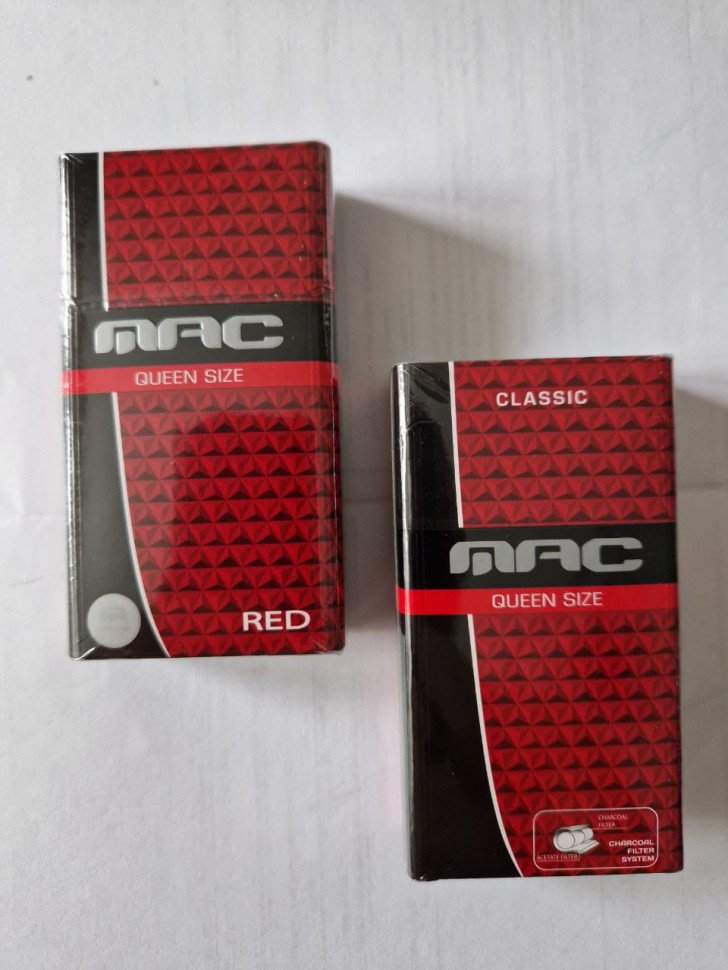 MAC
QUEEN SIZE
RED
CLASSIC
MAC
QUEEN SIZE
CHARCOAL
FILTER
ACETATE FILTER
CHARCOAL
FILTER
SYSTEM